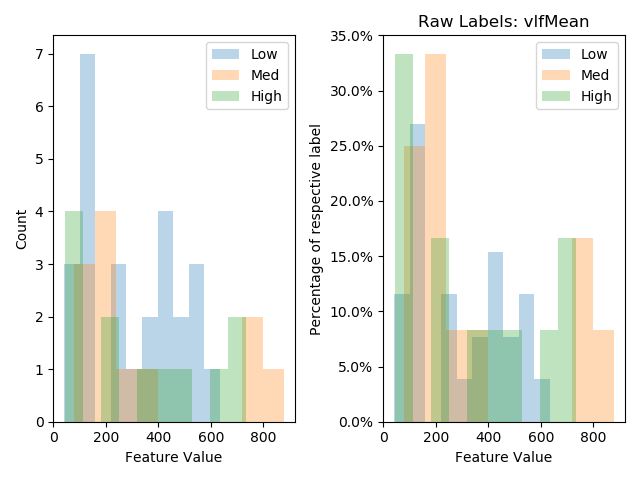 Raw Labels: vlfMean
7
6
5
4
3
2
1
0
Count
0 200 400 600 800
Feature Value
Low
Med
High
35.0%
30.0%
25.0%
20.0%
15.0%
10.0%
5.0%
0.0%
Percentage of respective label
0 200 400 600 800
Feature Value
Low
Med
High